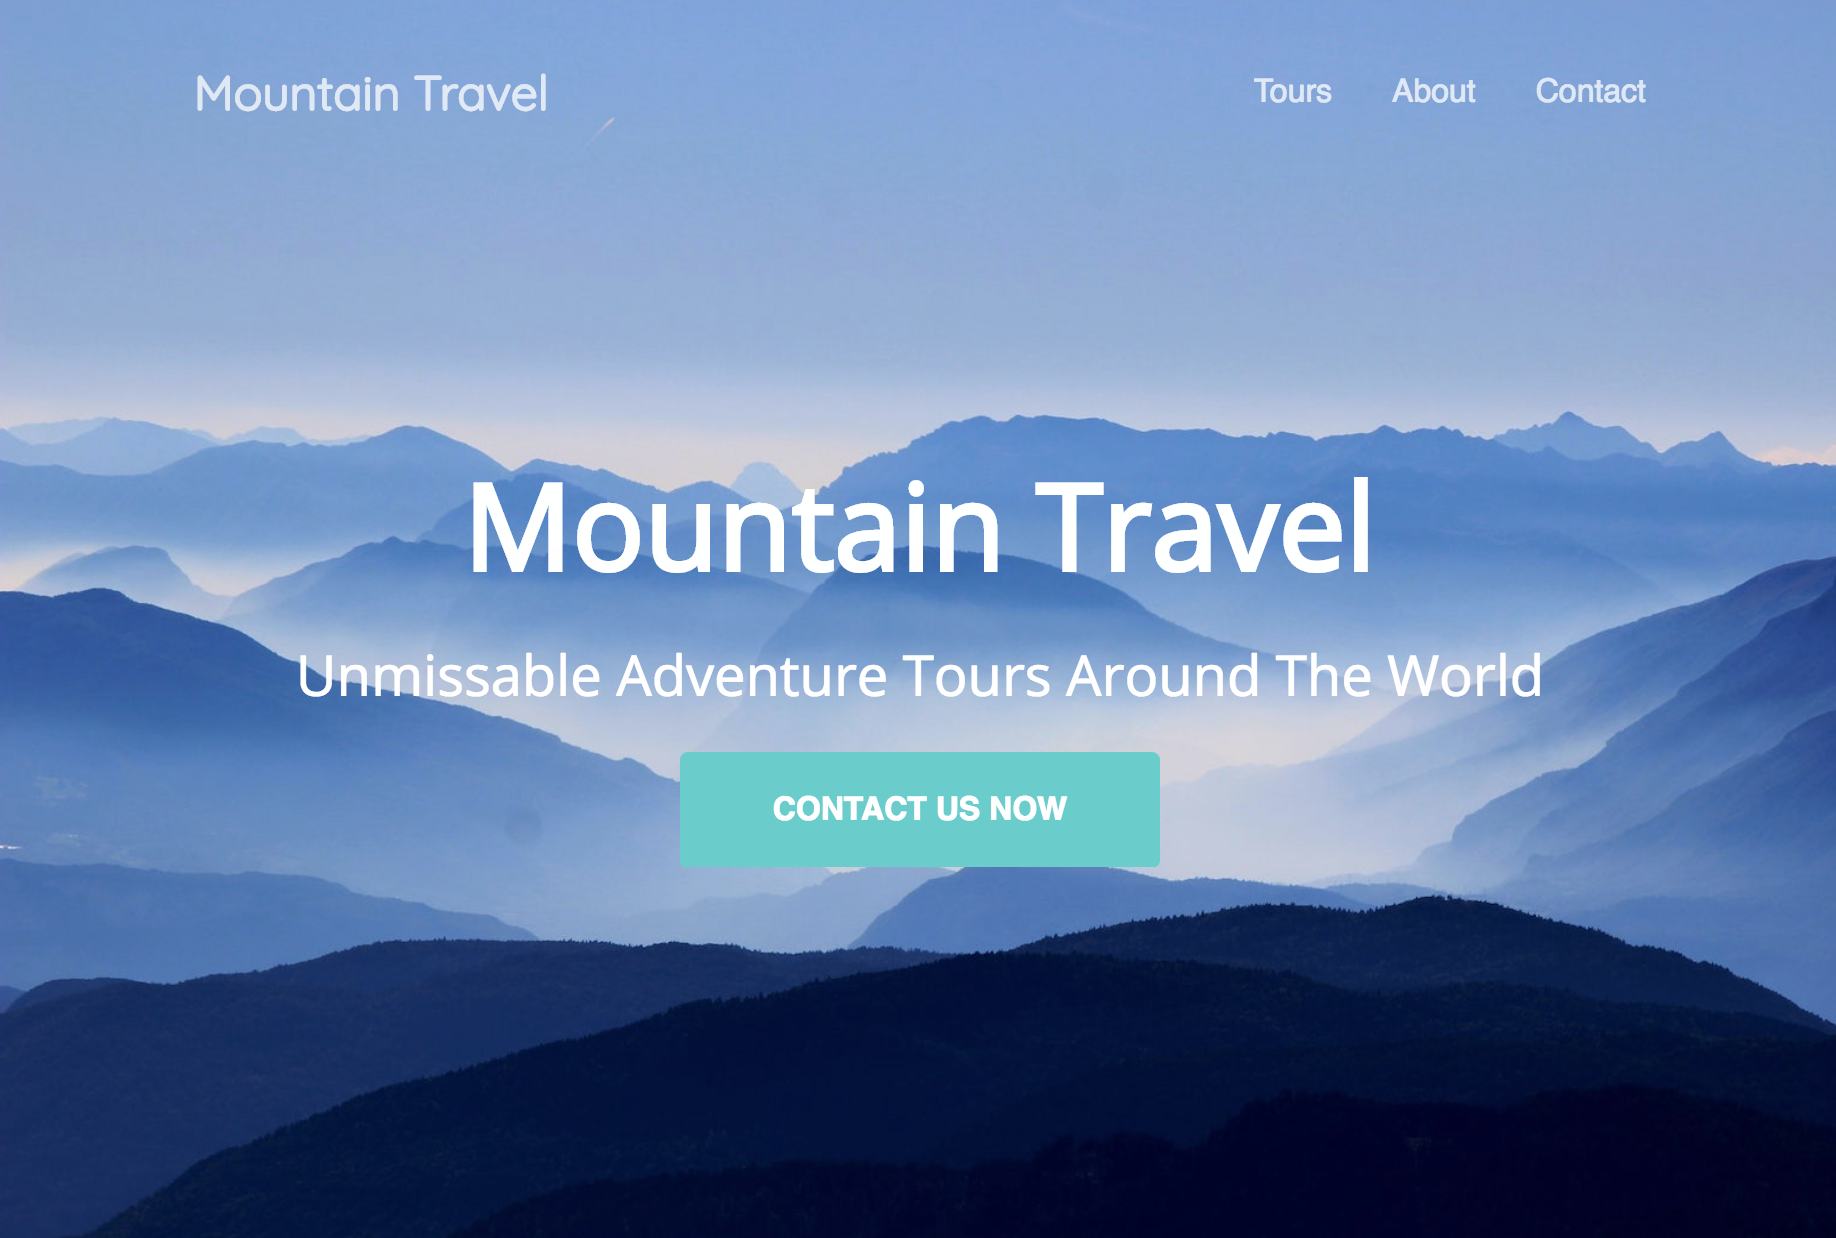 Mountain Travel
Tours About Contact
Mountain Travel
Unmissable Adventure Tours Around The World
CONTACT US NOW